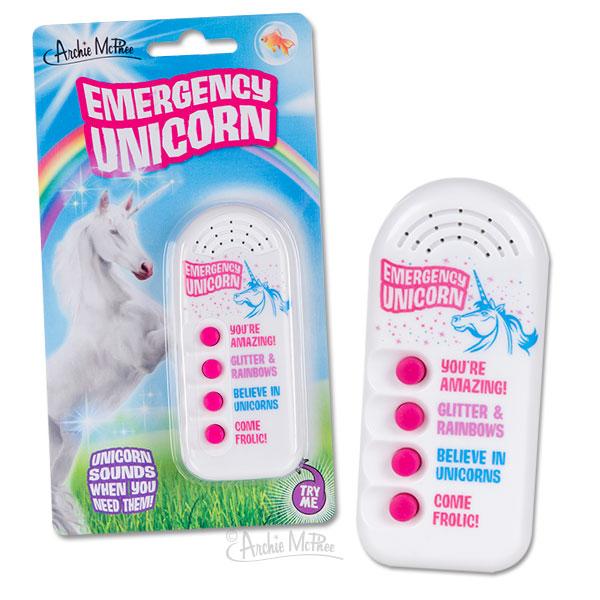 Archie McPhee
EMERGENCY
UNICORN
EMERGENCY
UNICORN
YOU'RE
AMAZING!
GLITTER &
RAINBOWS
BELIEVE IN
UNICORNS
COME
FROLIC!
UNICORN
SOUNDS
WHEN YOU
NEED THEM!
TRY
ME
EMERGENCY
UNICORN
YOU'RE
AMAZING!
GLITTER &
RAINBOWS
BELIEVE IN
UNICORNS
COME
FROLIC!
© Archie McPhee